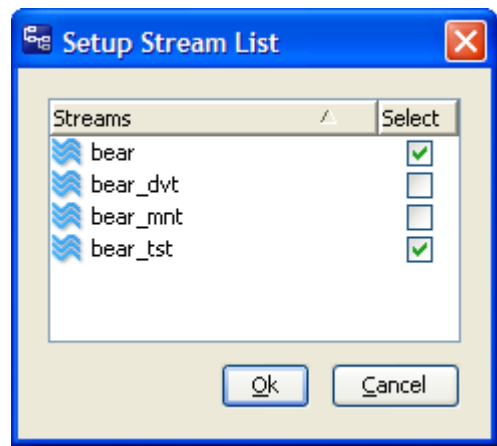 Setup Stream List
Streams Select
bear
bear_dvt
bear_mnt
bear_tst
Ok Cancel